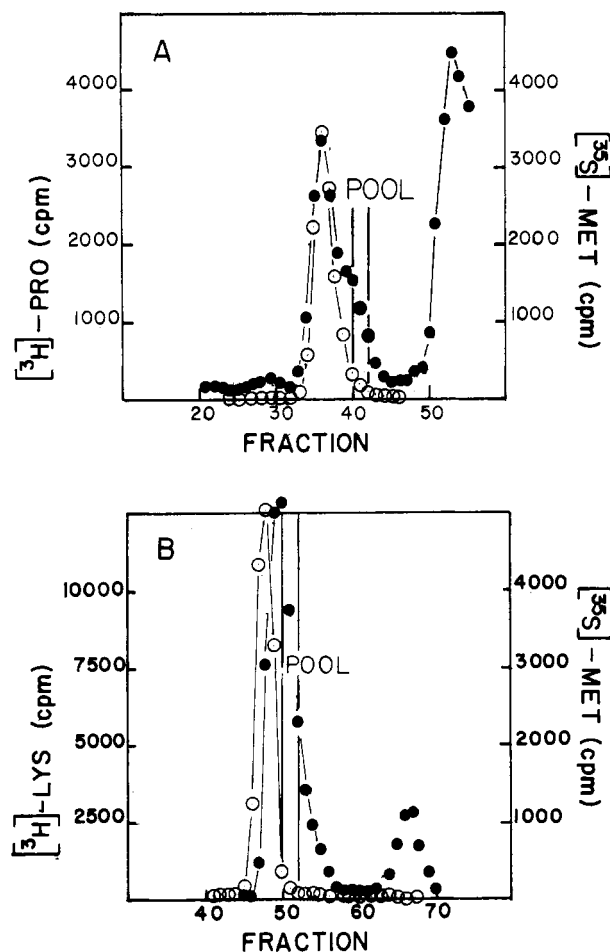 A
[3H]-PRO (cpm)
4000
3000
2000
1000
POOL
4000
3000
2000
1000
[35S]-MET (cpm)
20 30 40 50
FRACTION
B
[3H]-LYS (cpm)
10000
7500
5000
2500
POOL
4000
3000
2000
1000
[35S]-MET (cpm)
40 50 60 70
FRACTION